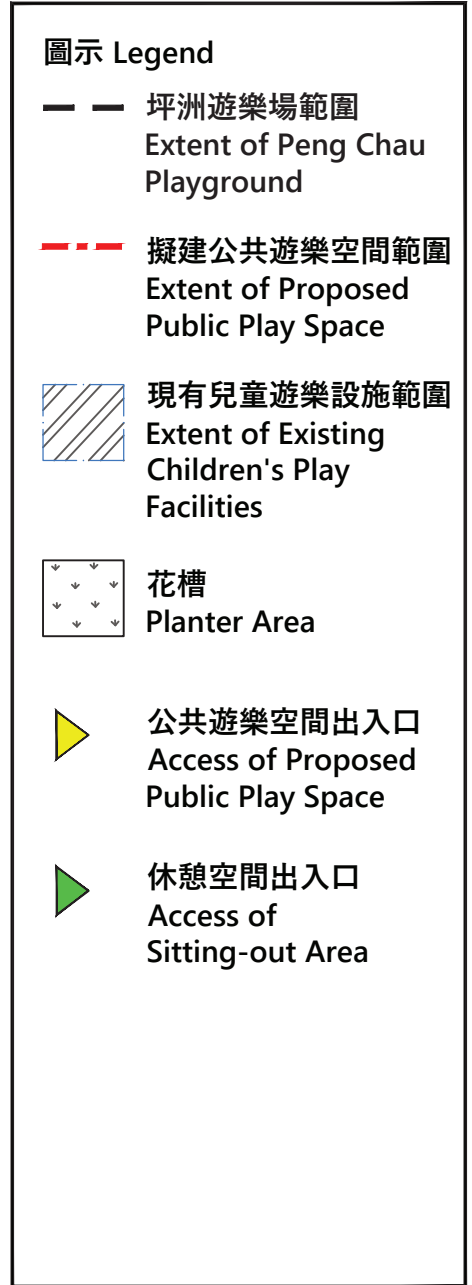 圖示 Legend
坪洲遊樂場範圍
Extent of Peng Chau
Playground
擬建公共遊樂空間範圍
Extent of Proposed
Public Play Space
現有兒童遊樂設施範圍
Extent of Existing
Children's Play
Facilities
花槽
Planter Area
公共遊樂空間出入口
Access of Proposed
Public Play Space
休憩空間出入口
Access of
Sitting-out Area